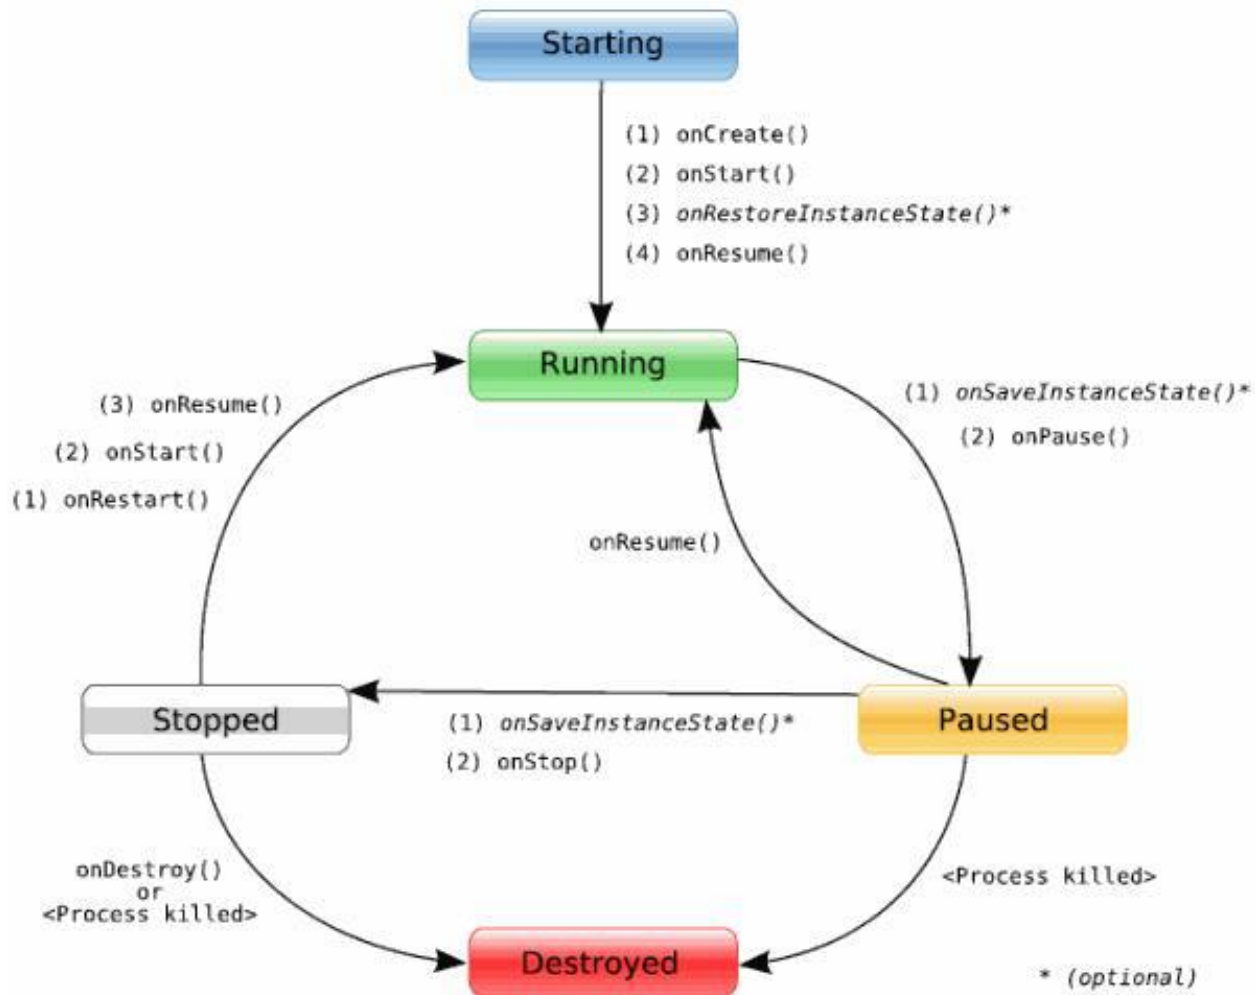 Starting
(1) onCreate()
(2) onStart()
(3) onRestoreInstanceState()*
(4) onResume()
Running
(3) onResume()
(2) onStart()
(1) onRestart()
(1) onSaveInstanceState()*
(2) onPause()
onResume()
Stopped
(1) onSaveInstanceState()*
(2) onStop()
Paused
onDestroy()
or
<Process killed>
<Process killed>
Destroyed
* (optional)